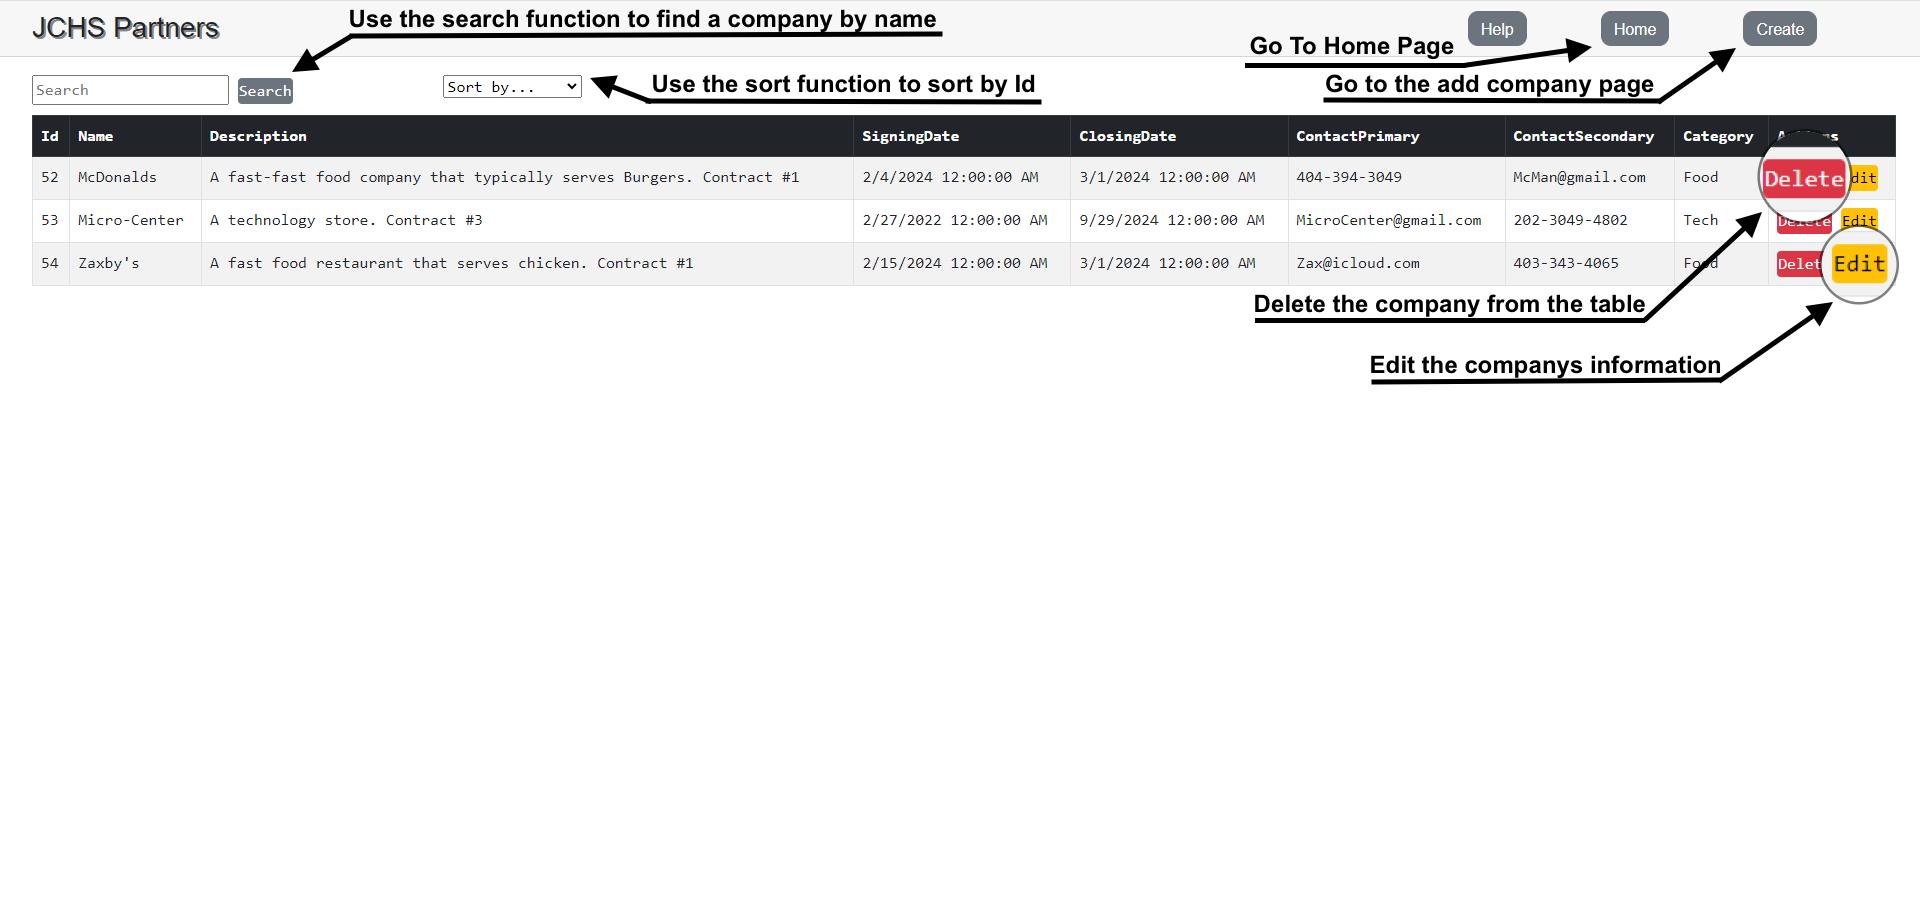 JCHS Partners
Use the search function to find a company by name
Help
Home
Create
Go To Home Page
Go to the add company page
Search
Search
Sort by...
Use the sort function to sort by Id
Id Name Description SigningDate ClosingDate ContactPrimary ContactSecondary Category
52 McDonalds A fast-fast food company that typically serves Burgers. Contract #1 2/4/2024 12:00:00 AM 3/1/2024 12:00:00 AM 404-394-3049 McMan@gmail.com Food Delete
53 Micro-Center A technology store. Contract #3 2/27/2022 12:00:00 AM 9/29/2024 12:00:00 AM MicroCenter@gmail.com 202-3049-4802 Tech Delete Edit
54 Zaxby's A fast food restaurant that serves chicken. Contract #1 2/15/2024 12:00:00 AM 3/1/2024 12:00:00 AM Zax@icloud.com 403-343-4065 Food Delet Edit
Delete the company from the table
Edit the companys information